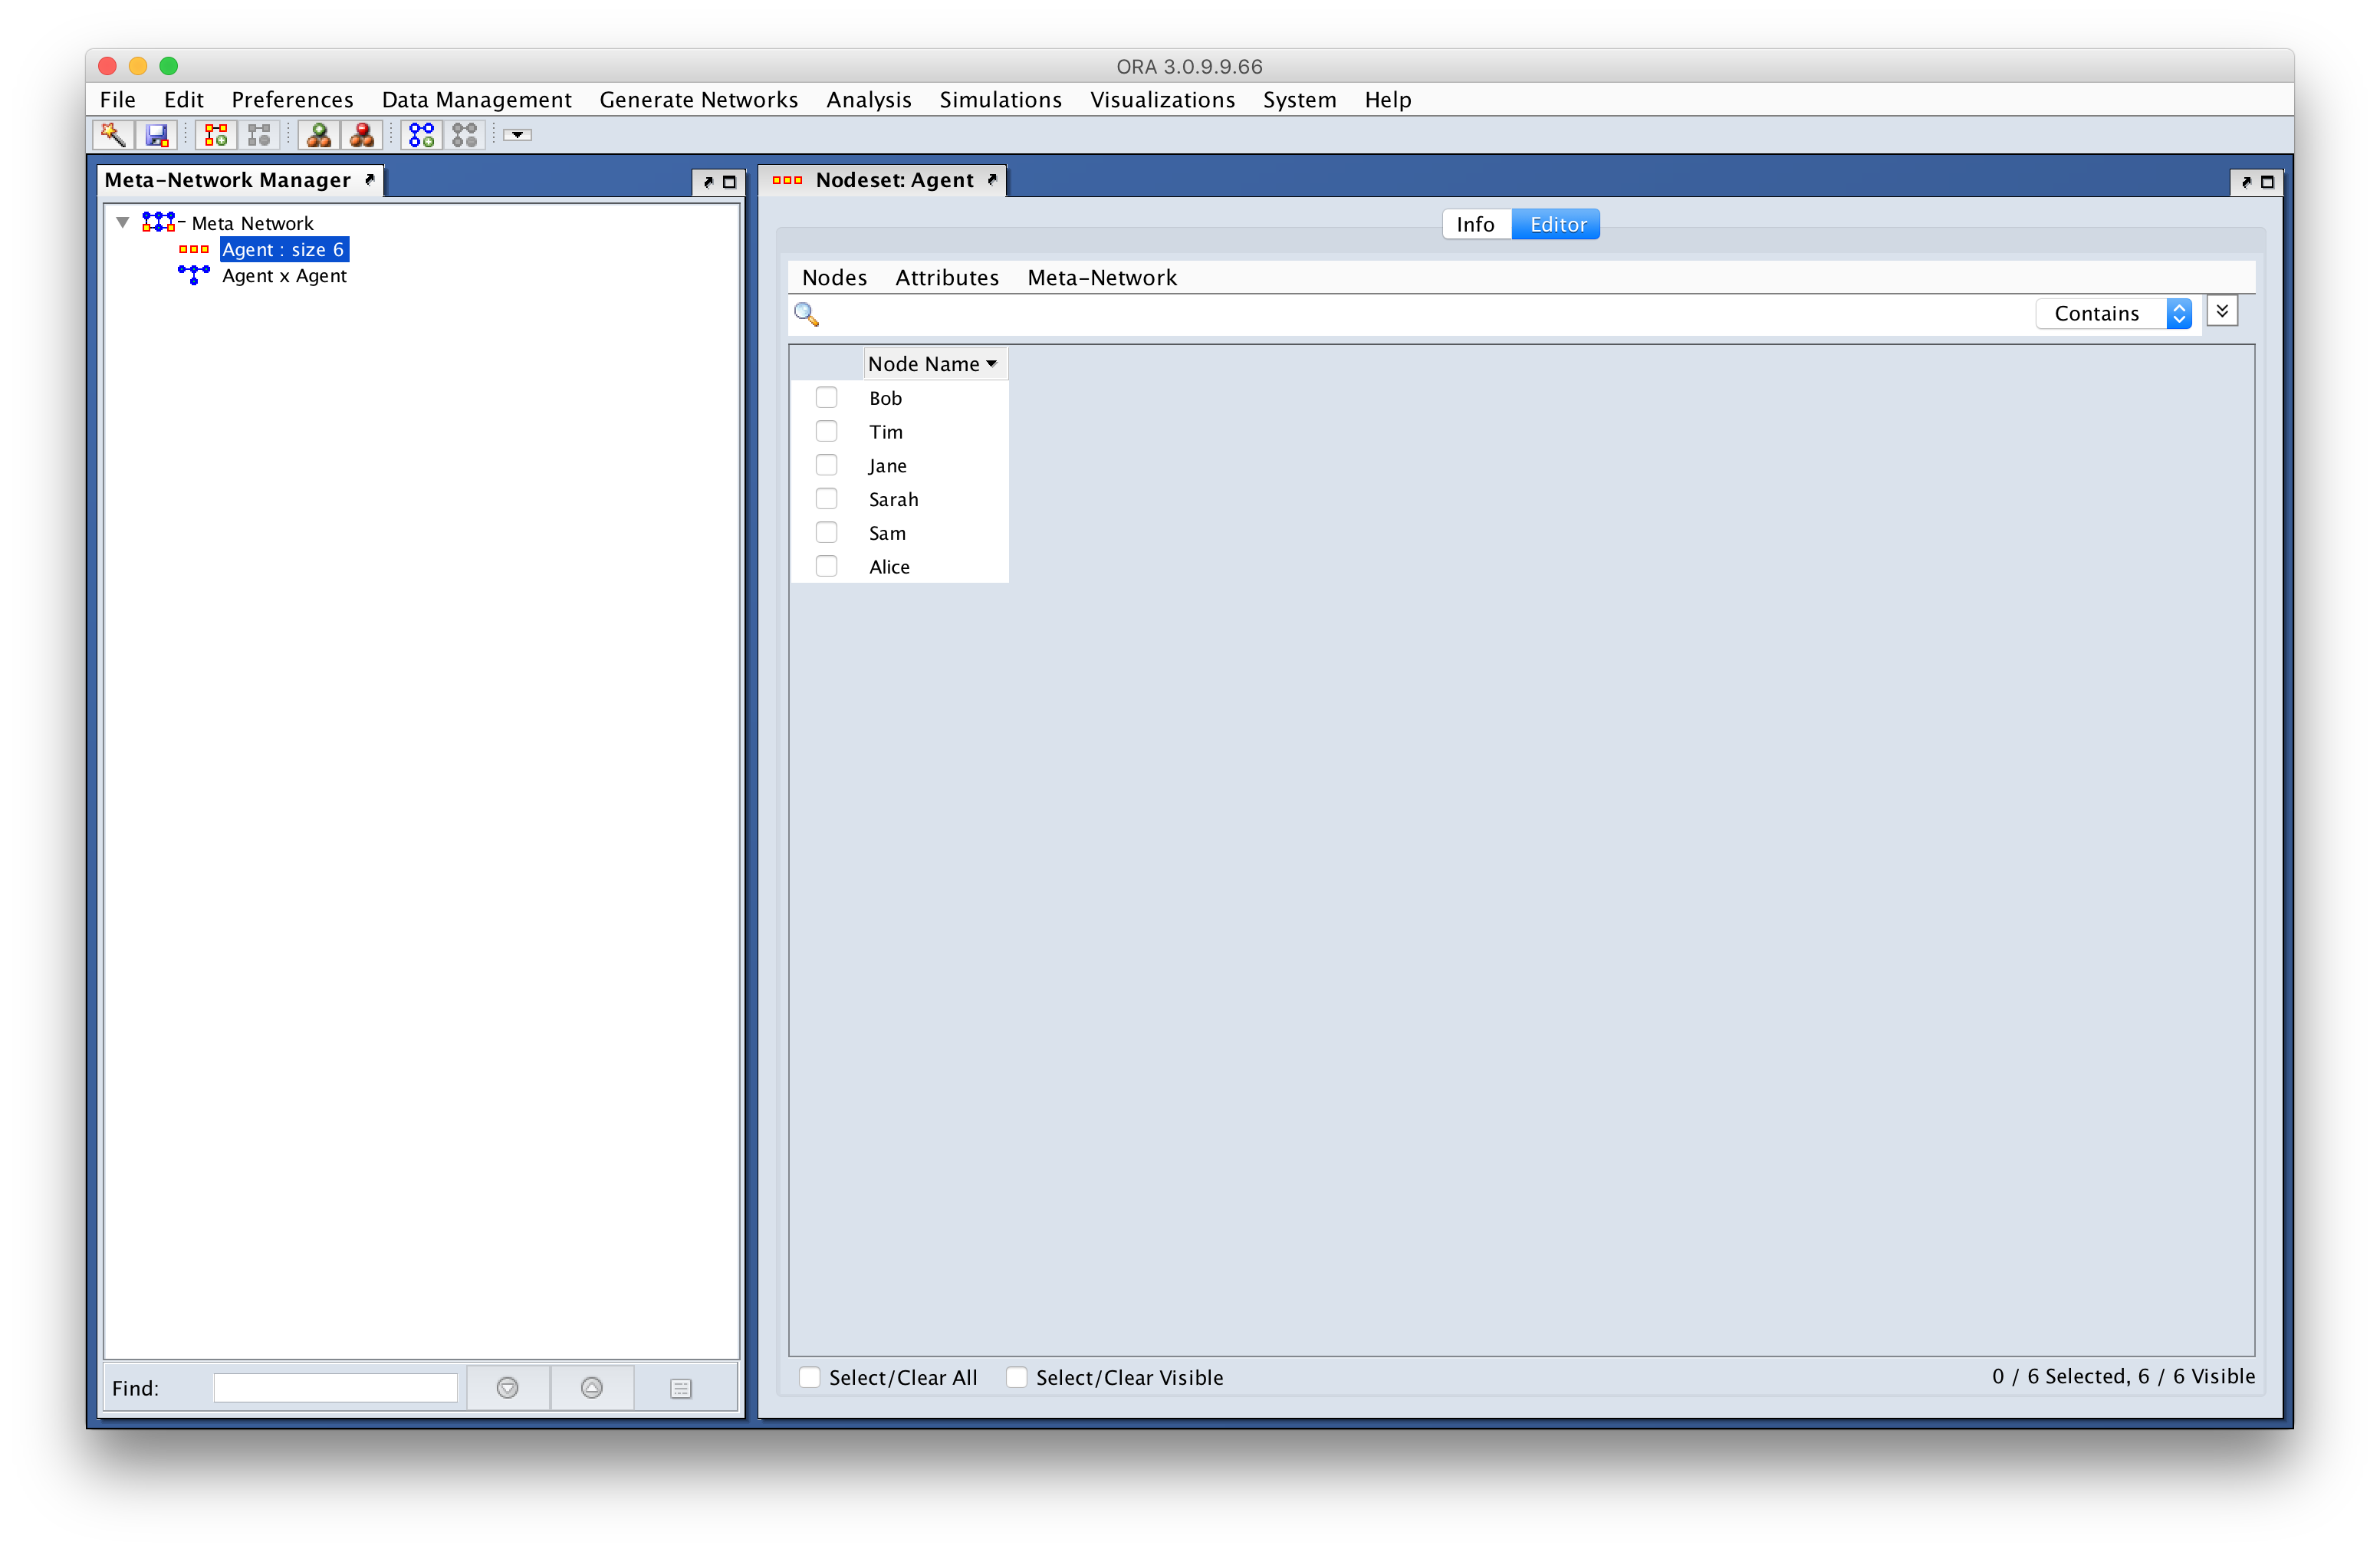 ORA 3.0.9.9.66
File Edit Preferences Data Management Generate Networks Analysis Simulations Visualizations System Help
Meta-Network Manager
Meta Network
Agent : size 6
Agent x Agent
Find:
Nodeset: Agent
Info Editor
Nodes Attributes Meta-Network
Contains
Node Name
Bob
Tim
Jane
Sarah
Sam
Alice
Select/Clear All Select/Clear Visible 0 / 6 Selected, 6 / 6 Visible